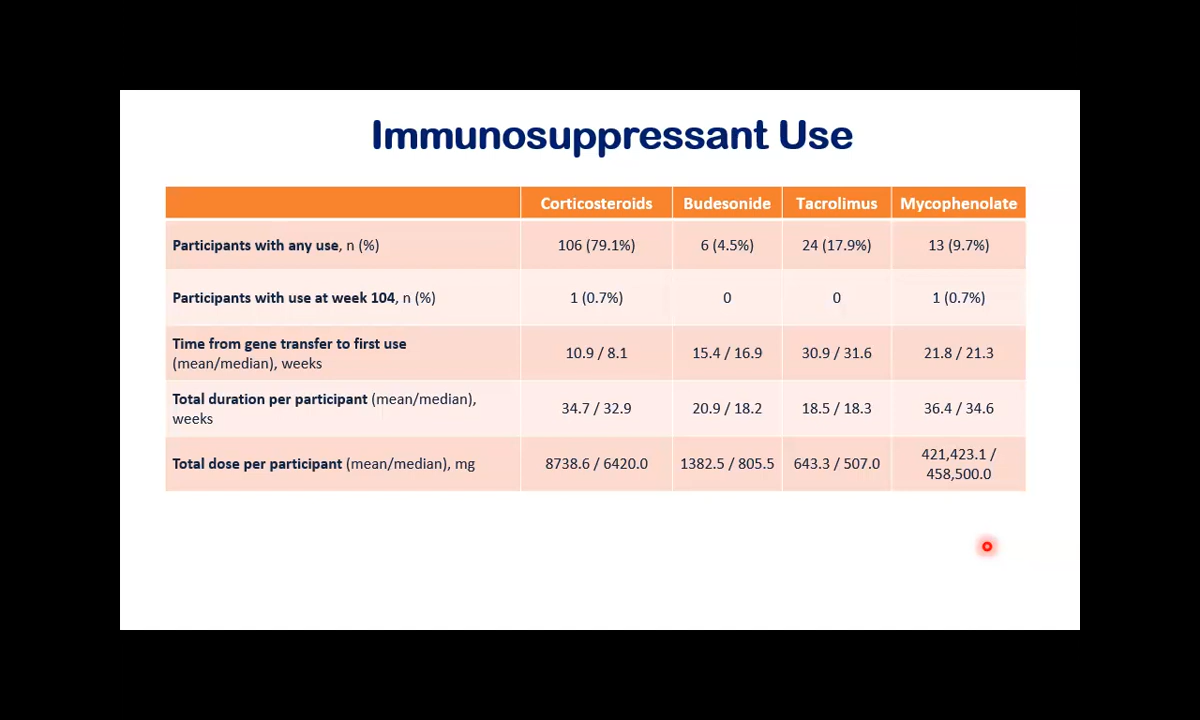 Immunosuppressant Use
Corticosteroids Budesonide Tacrolimus Mycophenolate
Participants with any use, n (%) 106 (79.1%) 6 (4.5%) 24 (17.9%) 13 (9.7%)
Participants with use at week 104, n (%) 1 (0.7%) 0 0 1 (0.7%)
Time from gene transfer to first use
(mean/median), weeks 10.9 / 8.1 15.4 / 16.9 30.9 / 31.6 21.8 / 21.3
Total duration per participant (mean/median),
weeks 34.7 / 32.9 20.9 / 18.2 18.5 / 18.3 36.4 / 34.6
Total dose per participant (mean/median), mg 8738.6 / 6420.0 1382.5 / 805.5 643.3 / 507.0 421,423.1 /
458,500.0